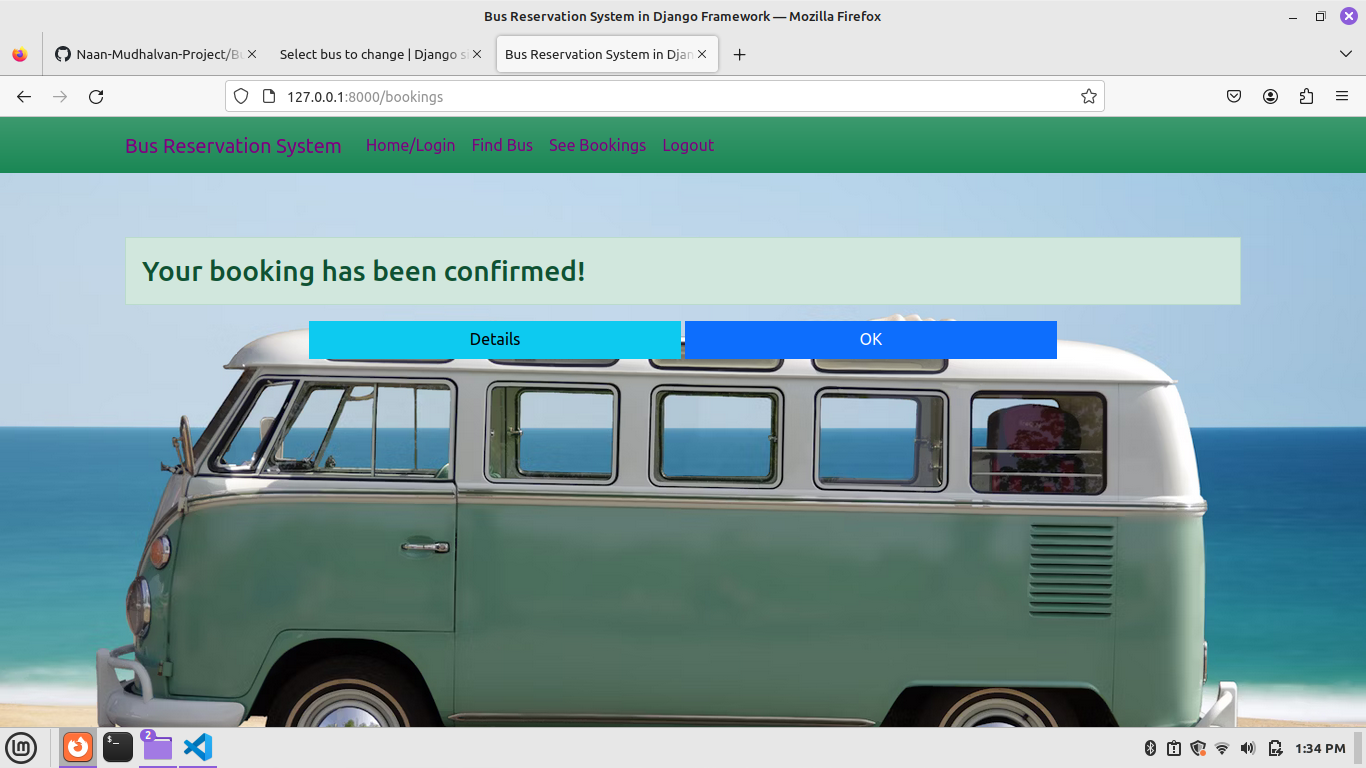 Bus Reservation System in Django Framework — Mozilla Firefox
Naan-Mudhalvan-Project/Bu
Select bus to change | Django si
Bus Reservation System in Djan
127.0.0.1:8000/bookings
Bus Reservation System Home/Login Find Bus See Bookings Logout
Your booking has been confirmed!
Details OK
$_
2
1:34 PM